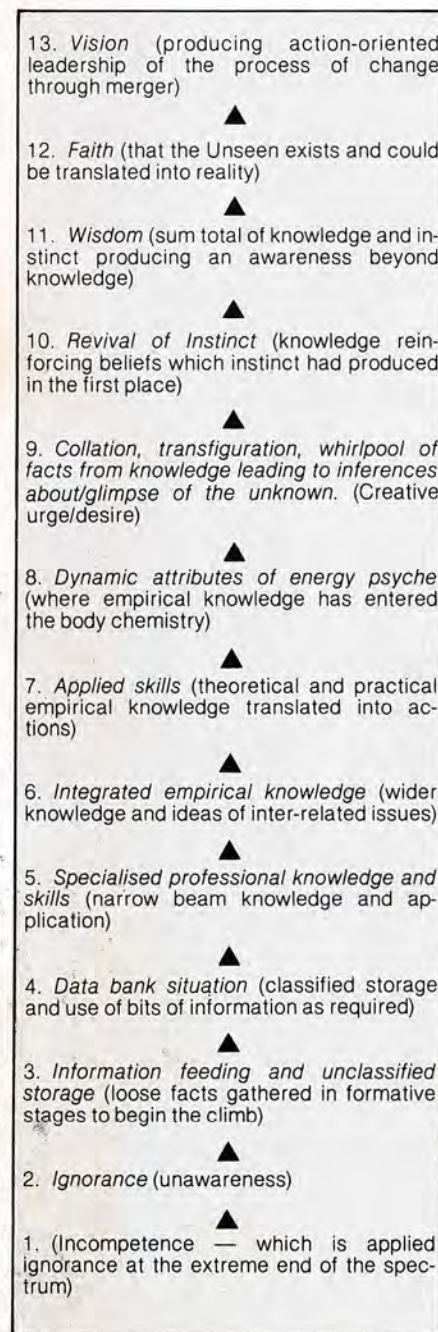 13. Vision (producing action-oriented
leadership of the process of change
through merger)
▲
12. Faith (that the Unseen exists and could
be translated into reality)
▲
11. Wisdom (sum total of knowledge and in-
stinct producing an awareness beyond
knowledge)
▲
10. Revival of Instinct (knowledge rein-
forcing beliefs which instinct had produced
in the first place)
▲
9. Collation, transfiguration, whirlpool of
facts from knowledge leading to inferences
about/glimpse of the unknown. (Creative
urge/desire)
▲
8. Dynamic attributes of energy psyche
(where empirical knowledge has entered
the body chemistry)
▲
7. Applied skills (theoretical and practical
empirical knowledge translated into ac-
tions)
▲
6. Integrated empirical knowledge (wider
knowledge and ideas of inter-related issues)
▲
5. Specialised professional knowledge and
skills (narrow beam knowledge and ap-
plication)
▲
4. Data bank situation (classified storage
and use of bits of information as required)
▲
3. Information feeding and unclassified
storage (loose facts gathered in formative
stages to begin the climb)
▲
2. Ignorance (unawareness)
▲
1. (Incompetence — which is applied
ignorance at the extreme end of the spec-
trum)